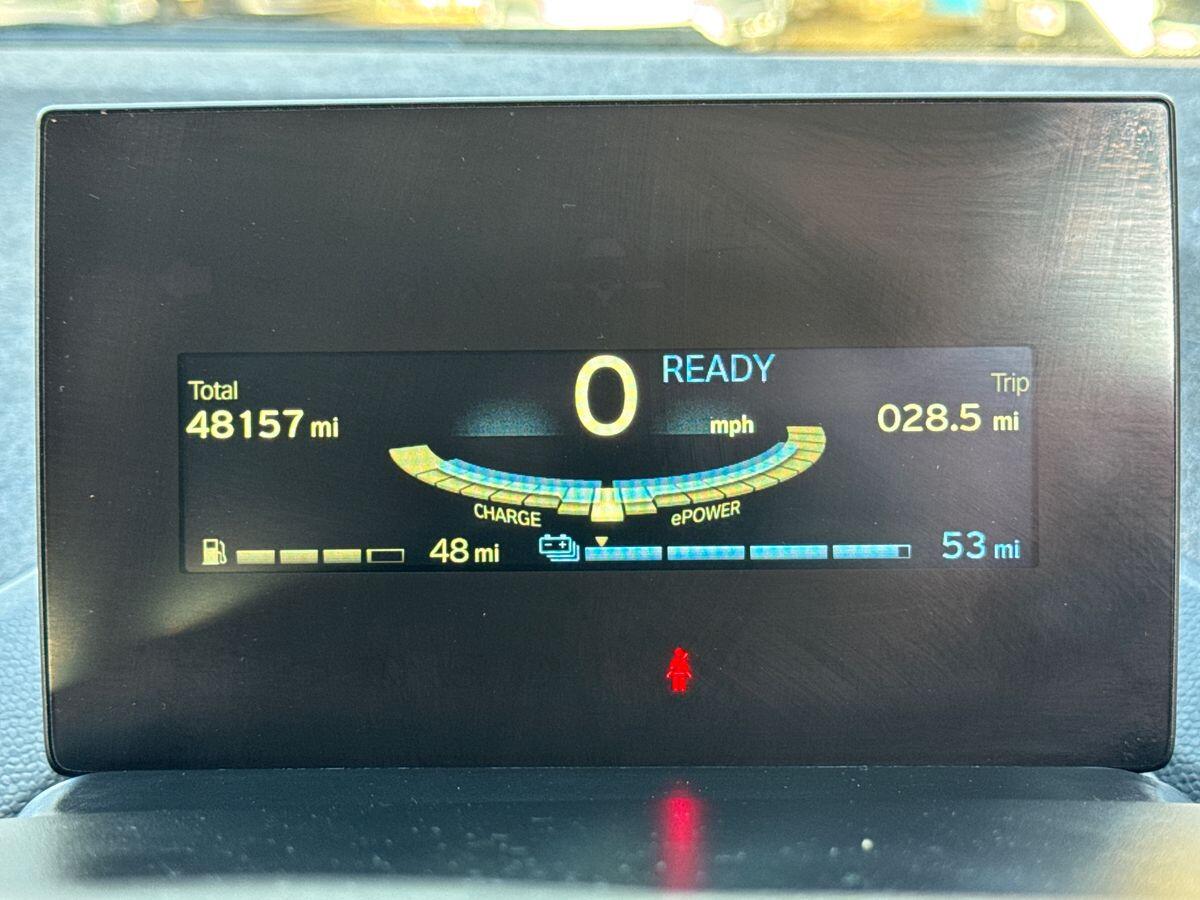 READY
Total
0
Trip
48157 mi
mph
028.5 mi
CHARGE
ePOWER
48 mi
53 mi